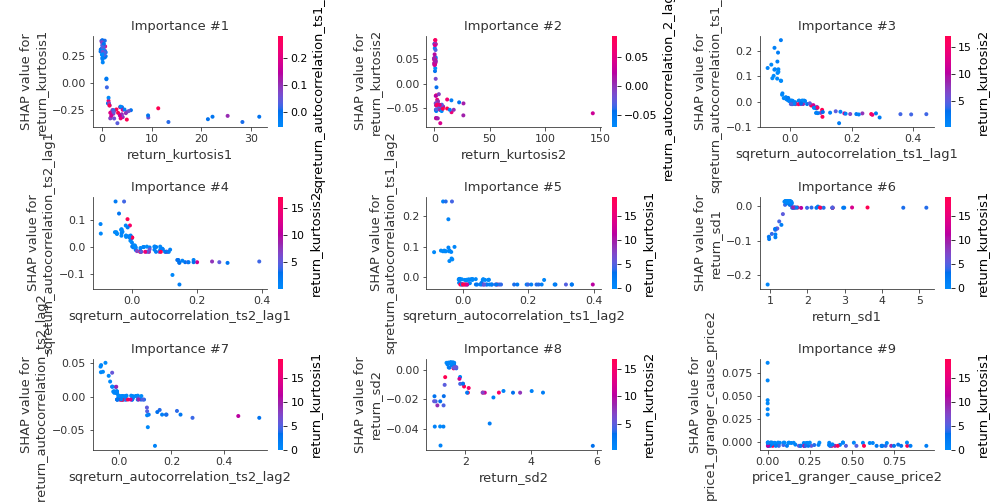 Importance #1
SHAP value for
return_kurtosis1
0.25
0.00
−0.25
0
10
20
30
return_kurtosis1
0.2
0.1
0.0
sqreturn_autocorrelation_ts1_
Importance #2
SHAP value for
return_kurtosis2
0.05
0.00
−0.05
0
50
100
150
return_kurtosis2
0.05
0.00
−0.05
return_autocorrelation_2_lag
Importance #3
SHAP value for
sqreturn_autocorrelation_ts1_
0.2
0.1
0.0
−0.1
0.0
0.2
0.4
sqreturn_autocorrelation_ts1_lag1
15
10
5
return_kurtosis2
Importance #4
SHAP value for
sqreturn_autocorrelation_ts2_lag1
0.1
0.0
−0.1
0.0
0.2
0.4
sqreturn_autocorrelation_ts2_lag1
15
10
5
return_kurtosis2
Importance #5
SHAP value for
sqreturn_autocorrelation_ts1_lag2
0.2
0.1
0.0
0.0
0.2
0.4
sqreturn_autocorrelation_ts1_lag2
15
10
5
0
return_kurtosis1
Importance #6
SHAP value for
return_sd1
0.0
−0.1
−0.2
1
2
3
4
5
return_sd1
15
10
5
0
return_kurtosis1
Importance #7
SHAP value for
sqreturn_autocorrelation_ts2_lag2
0.05
0.00
−0.05
0.0
0.2
0.4
sqreturn_autocorrelation_ts2_lag2
15
10
5
0
return_kurtosis1
Importance #8
SHAP value for
return_sd2
0.00
−0.02
−0.04
2
4
6
return_sd2
15
10
5
return_kurtosis2
Importance #9
SHAP value for
price1_granger_cause_price2
0.075
0.050
0.025
0.000
0.00
0.25
0.50
0.75
price1_granger_cause_price2
15
10
5
0
return_kurtosis1